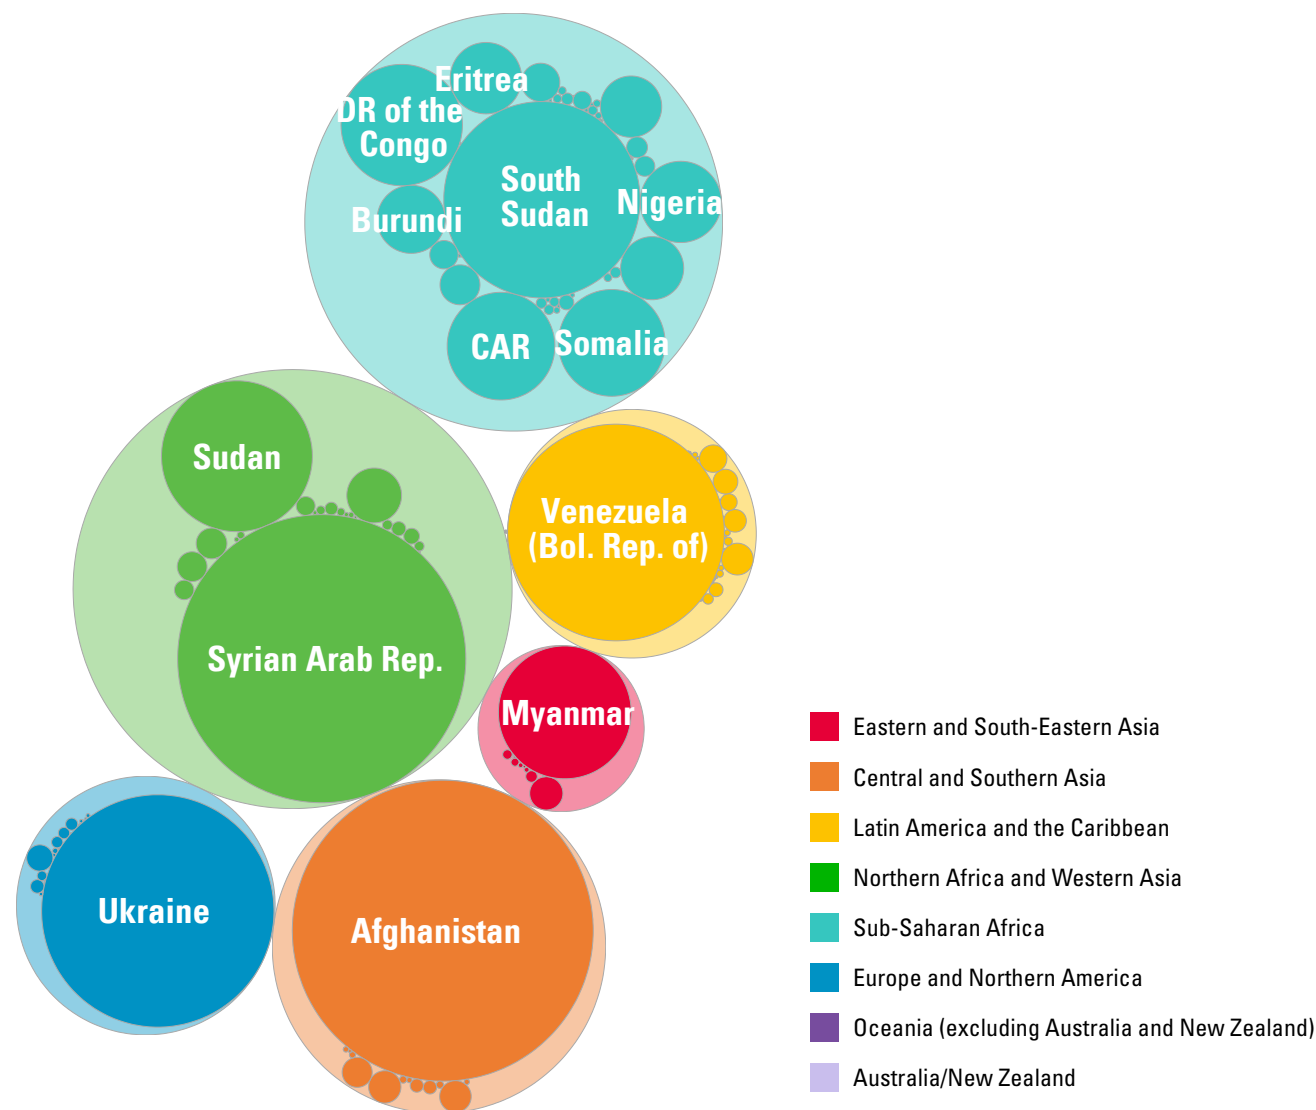 Eritrea
DR of the
Congo
South
Sudan
Nigeria
Burundi
CAR
Somalia
Sudan
Venezuela
(Bol. Rep. of)
Syrian Arab Rep.
Myanmar
Ukraine
Afghanistan
Eastern and South-Eastern Asia
Central and Southern Asia
Latin America and the Caribbean
Northern Africa and Western Asia
Sub-Saharan Africa
Europe and Northern America
Oceania (excluding Australia and New Zealand)
Australia/New Zealand